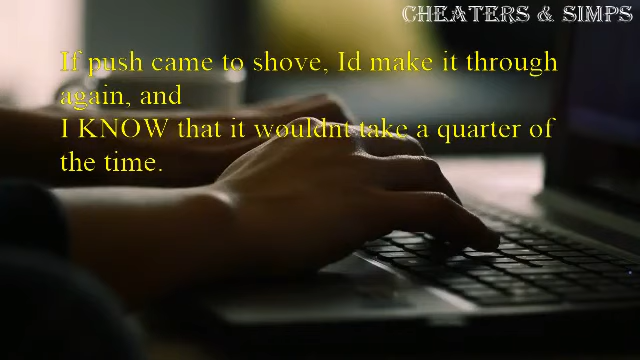 CHEATERS & SIMPS
If push came to shove, Id make it through
again, and
I KNOW that it wouldnt take a quarter of
the time.